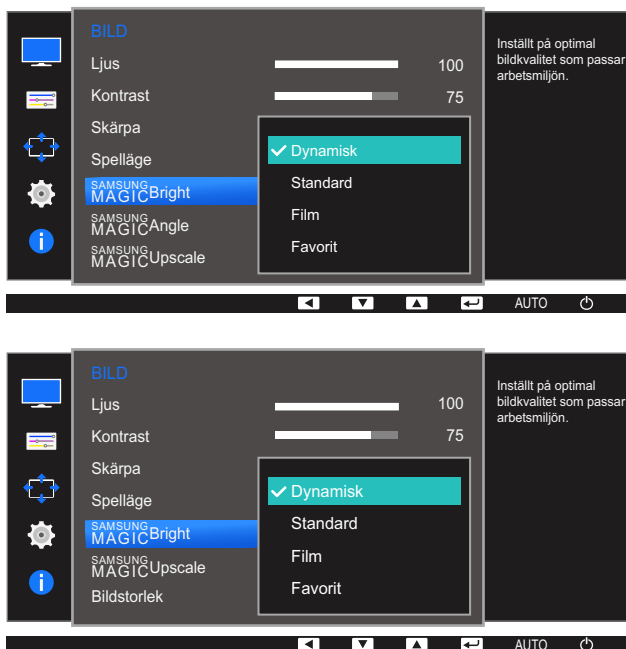 BILD
Ljus 100
Kontrast 75
Skärpa
Spelläge
SAMSUNG MAGIC Bright
SAMSUNG MAGIC Angle
SAMSUNG MAGIC Upscale
Dynamisk
Standard
Film
Favorit
Inställt på optimal
bildkvalitet som passar
arbetsmiljön.
AUTO
BILD
Ljus 100
Kontrast 75
Skärpa
Spelläge
SAMSUNG MAGIC Bright
SAMSUNG MAGIC Upscale
Bildstorlek
Dynamisk
Standard
Film
Favorit
Inställt på optimal
bildkvalitet som passar
arbetsmiljön.
AUTO